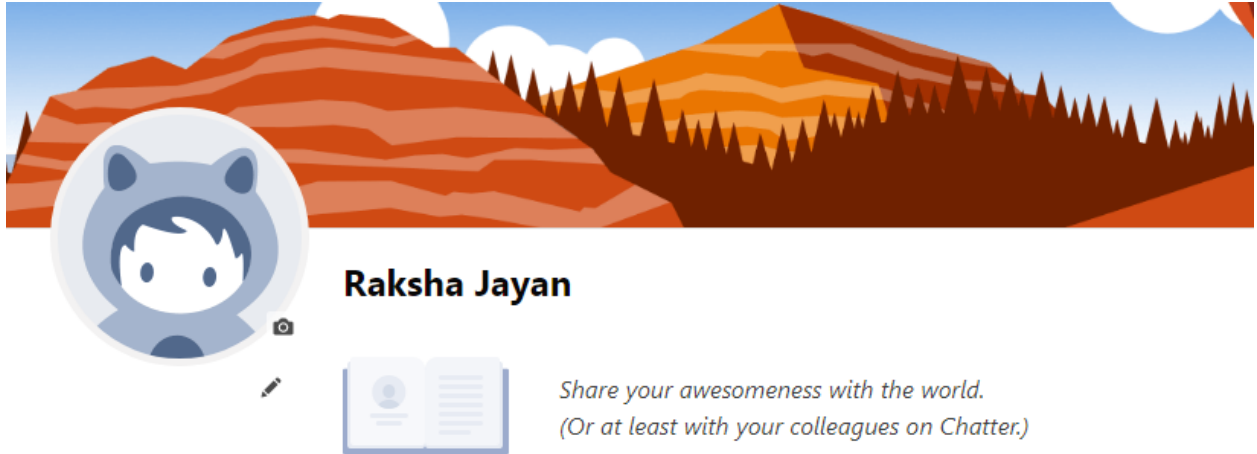 Raksha Jayan
Share your awesomeness with the world.
(Or at least with your colleagues on Chatter.)